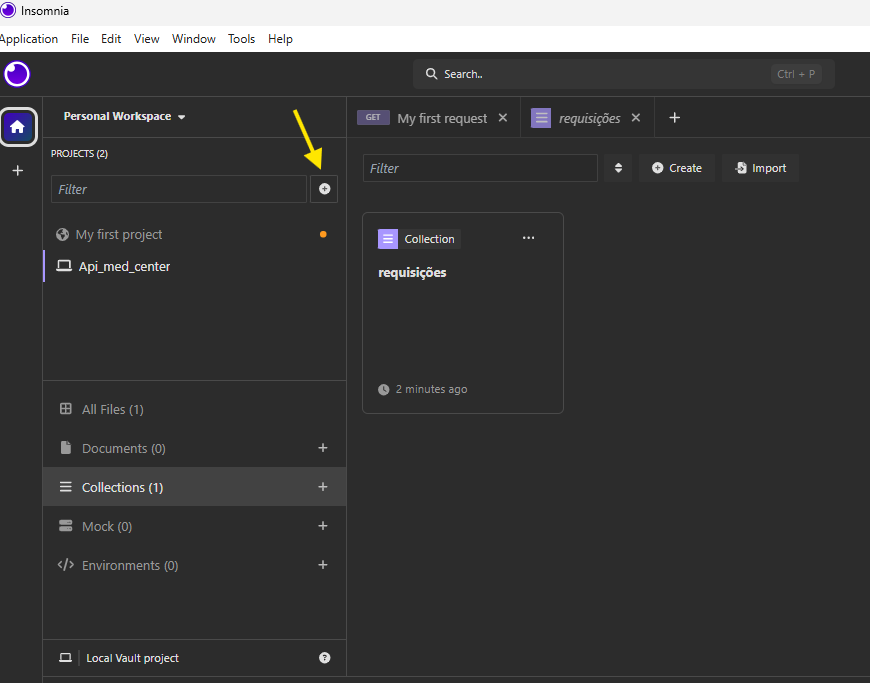 Insomnia
Application File Edit View Window Tools Help
Search.. Ctrl + P
Personal Workspace
GET My first request requisições
PROJECTS (2)
Filter
Filter Create Import
My first project
Api_med_center
Collection
requisições
2 minutes ago
All Files (1)
Documents (0)
Collections (1)
Mock (0)
Environments (0)
Local Vault project